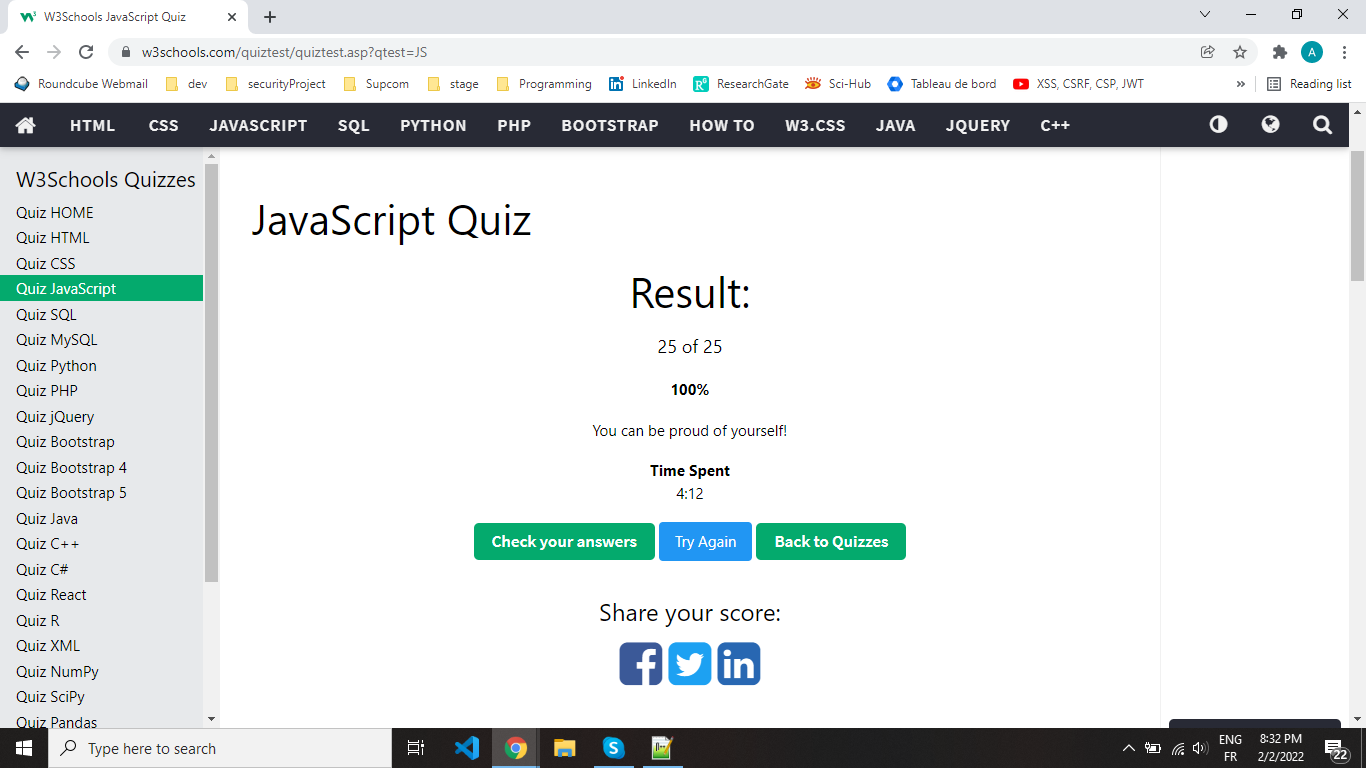 W3Schools JavaScript Quiz
w3schools.com/quiztest/quiztest.asp?qtest=JS
A
Roundcube Webmail dev securityProject Supcom stage Programming LinkedIn ResearchGate Sci-Hub Tableau de bord XSS, CSRF, CSP, JWT » Reading list
HTML CSS JAVASCRIPT SQL PYTHON PHP BOOTSTRAP HOW TO W3.CSS JAVA JQUERY C++
W3Schools Quizzes
Quiz HOME
Quiz HTML
Quiz CSS
Quiz JavaScript
Quiz SQL
Quiz MySQL
Quiz Python
Quiz PHP
Quiz jQuery
Quiz Bootstrap
Quiz Bootstrap 4
Quiz Bootstrap 5
Quiz Java
Quiz C++
Quiz C#
Quiz React
Quiz R
Quiz XML
Quiz NumPy
Quiz SciPy
Quiz Pandas
JavaScript Quiz
Result:
25 of 25
100%
You can be proud of yourself!
Time Spent
4:12
Check your answers Try Again Back to Quizzes
Share your score:
Type here to search
ENG
FR
8:32 PM
2/2/2022
22